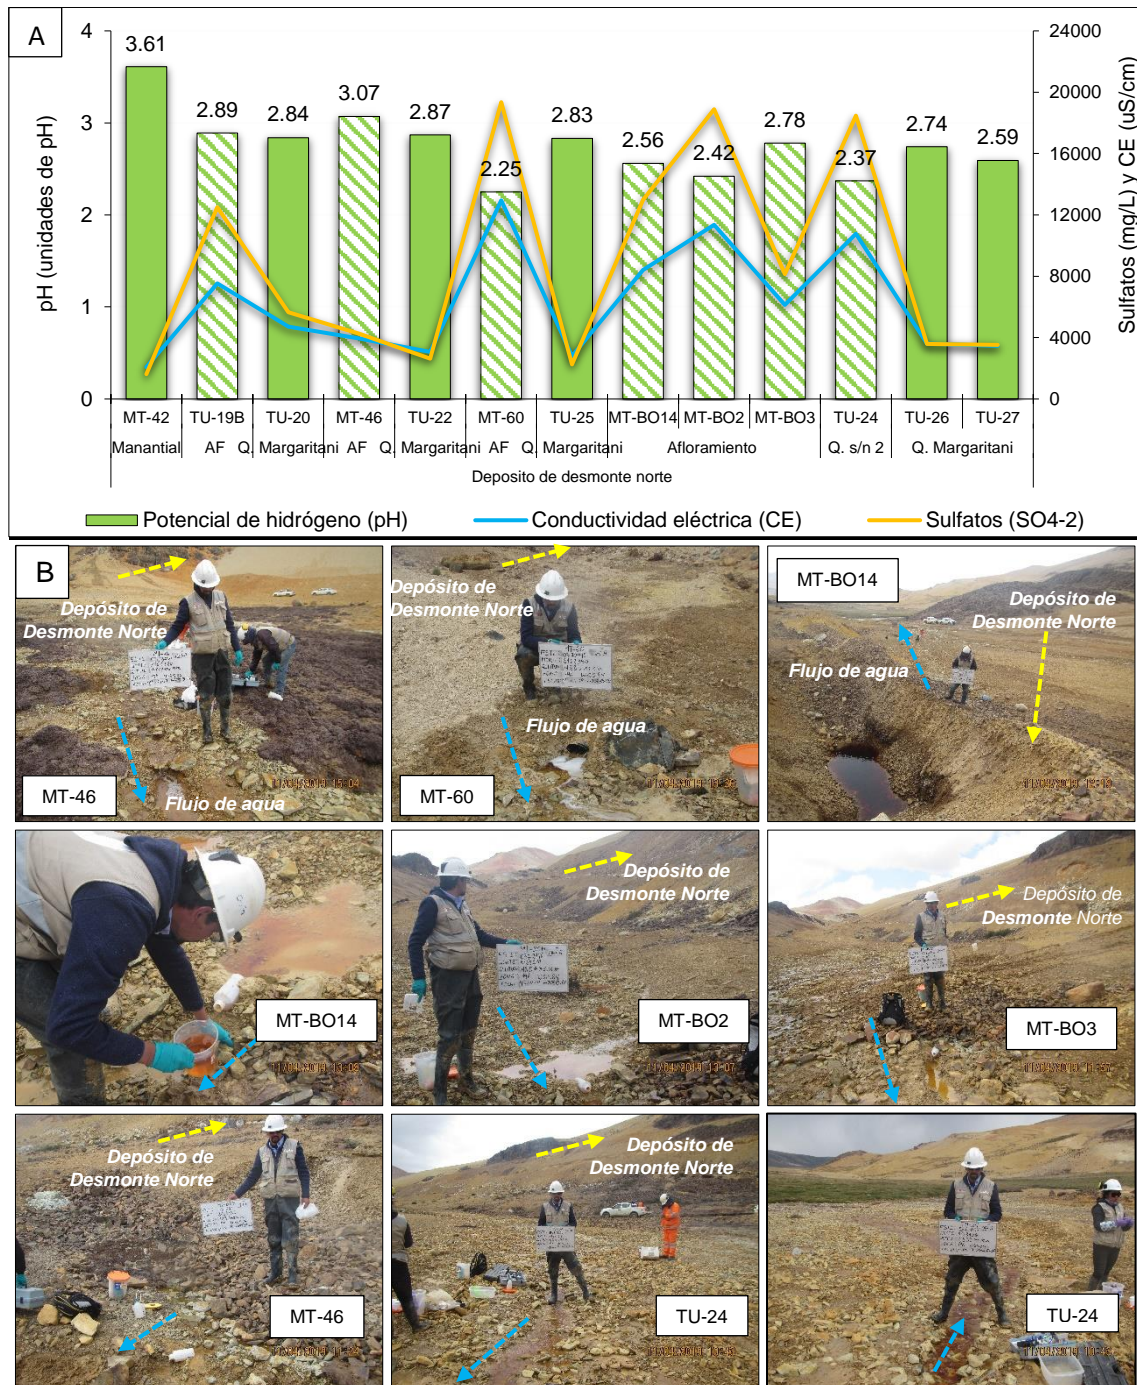 A
4
3
2
1
0
pH (unidades de pH)
24000
20000
16000
12000
8000
4000
0
Sulfatos (mg/L) y CE (uS/cm)
3.61
2.89
2.84
3.07
2.87
2.25
2.83
2.56
2.42
2.78
2.37
2.74
2.59
MT-42 TU-19B TU-20 MT-46 TU-22 MT-60 TU-25 MT-BO14 MT-BO2 MT-BO3 TU-24 TU-26 TU-27
Manantial AF Q. Margaritani AF Q. Margaritani AF Q. Margaritani Afloramiento Q. s/n 2 Q. Margaritani
Deposito de desmonte norte
Potencial de hidrógeno (pH) Conductividad eléctrica (CE) Sulfatos (SO4-2)
B
Depósito de
Desmonte Norte
Flujo de agua
MT-46
Depósito de
Desmonte Norte
Flujo de agua
MT-60
MT-BO14
Depósito de
Desmonte Norte
Flujo de agua
MT-BO14
Depósito de
Desmonte Norte
MT-BO2
Depósito de
Desmonte Norte
MT-BO3
Depósito de
Desmonte Norte
MT-46
Depósito de
Desmonte Norte
TU-24
TU-24